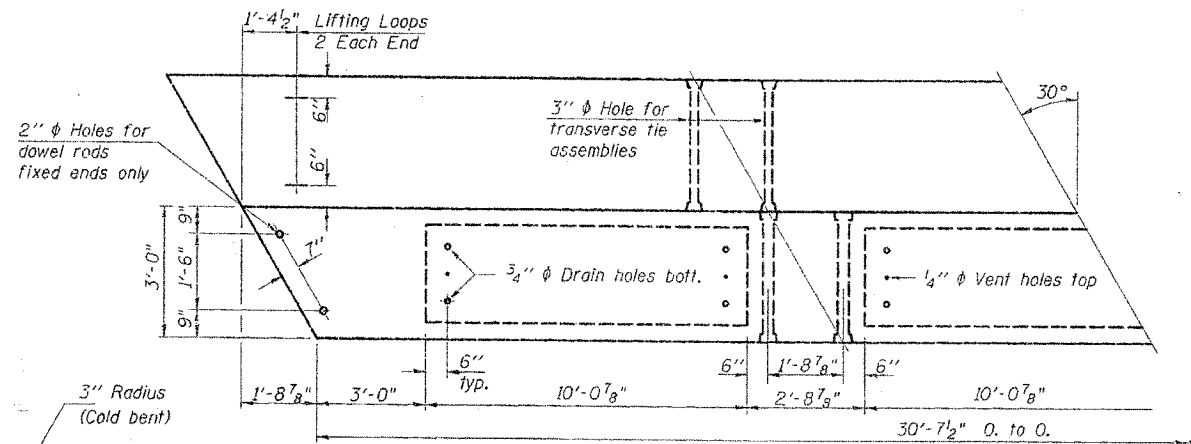 1'-4½" Lifting Loops
2 Each End
2" ϕ Holes for
dowel rods
fixed ends only
6"
6"
3" ϕ Hole for
transverse tie
assemblies
30°
3'-0"
9"
1'-6"
9"
7"
¾" ϕ Drain holes bott.
¼" ϕ Vent holes top
6"
typ.
6"
1'-8⅞"
6"
3" Radius
(Cold bent)
1'-8⅞"
3'-0"
10'-0⅞"
2'-8⅞"
10'-0⅞"
30'-7½" O. to O.